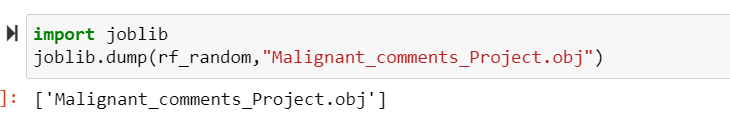 import joblib
joblib.dump(rf_random,"Malignant_comments_Project.obj")
]: ['Malignant_comments_Project.obj']